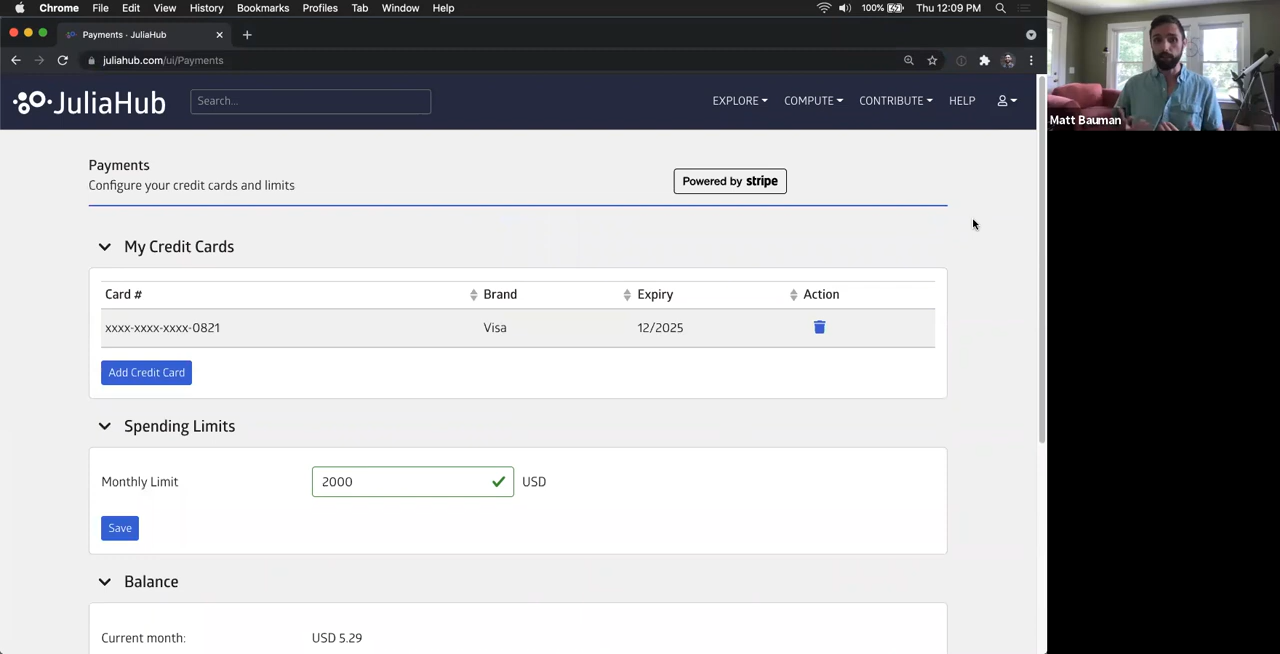 Chrome File Edit View History Bookmarks Profiles Tab Window Help 100% Thu 12:09 PM
Payments · JuliaHub
juliahub.com/ui/Payments
JuliaHub Search... EXPLORE COMPUTE CONTRIBUTE HELP
Matt Bauman
Payments
Configure your credit cards and limits
Powered by stripe
My Credit Cards
Card # Brand Expiry Action
xxxx-xxxx-xxxx-0821 Visa 12/2025
Add Credit Card
Spending Limits
Monthly Limit 2000 USD
Save
Balance
Current month: USD 5.29